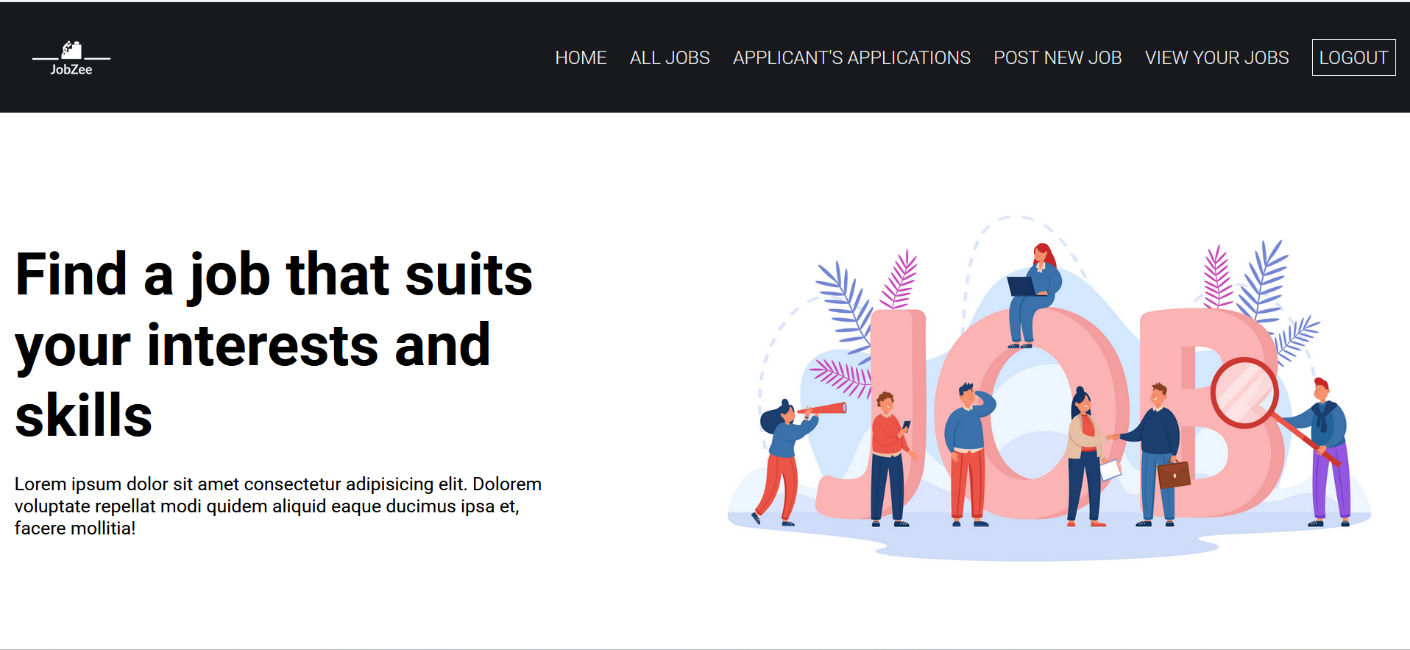 JobZee
HOME
ALL JOBS
APPLICANT'S APPLICATIONS
POST NEW JOB
VIEW YOUR JOBS
LOGOUT
Find a job that suits
your interests and
skills
Lorem ipsum dolor sit amet consectetur adipisicing elit. Dolorem
voluptate repellat modi quidem aliquid eaque ducimus ipsa et,
facere mollitia!
JOB